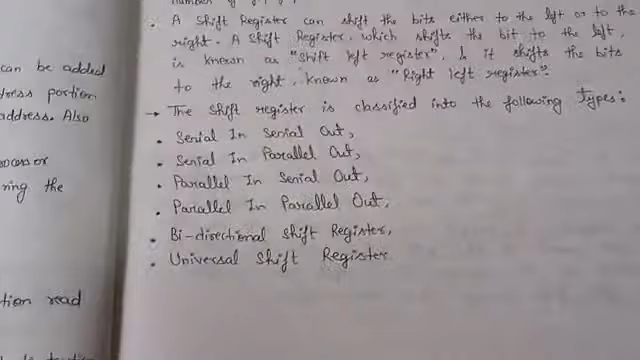 can be added
dress portion
address. Also
ring the
tion read
A Shift Register can shift the bits either to the left or to the
right. A Shift Register, which shifts the bit to the left,
is known as "Shift left register", & it shifts the bits
to the right, known as "Right left register".
→ The Shift register is classified into the following Types:
• Serial In Serial Out,
• Serial In Parallel Out,
• Parallel In Serial Out,
• Parallel In Parallel Out,
• Bi-directional Shift Register,
• Universal Shift Register